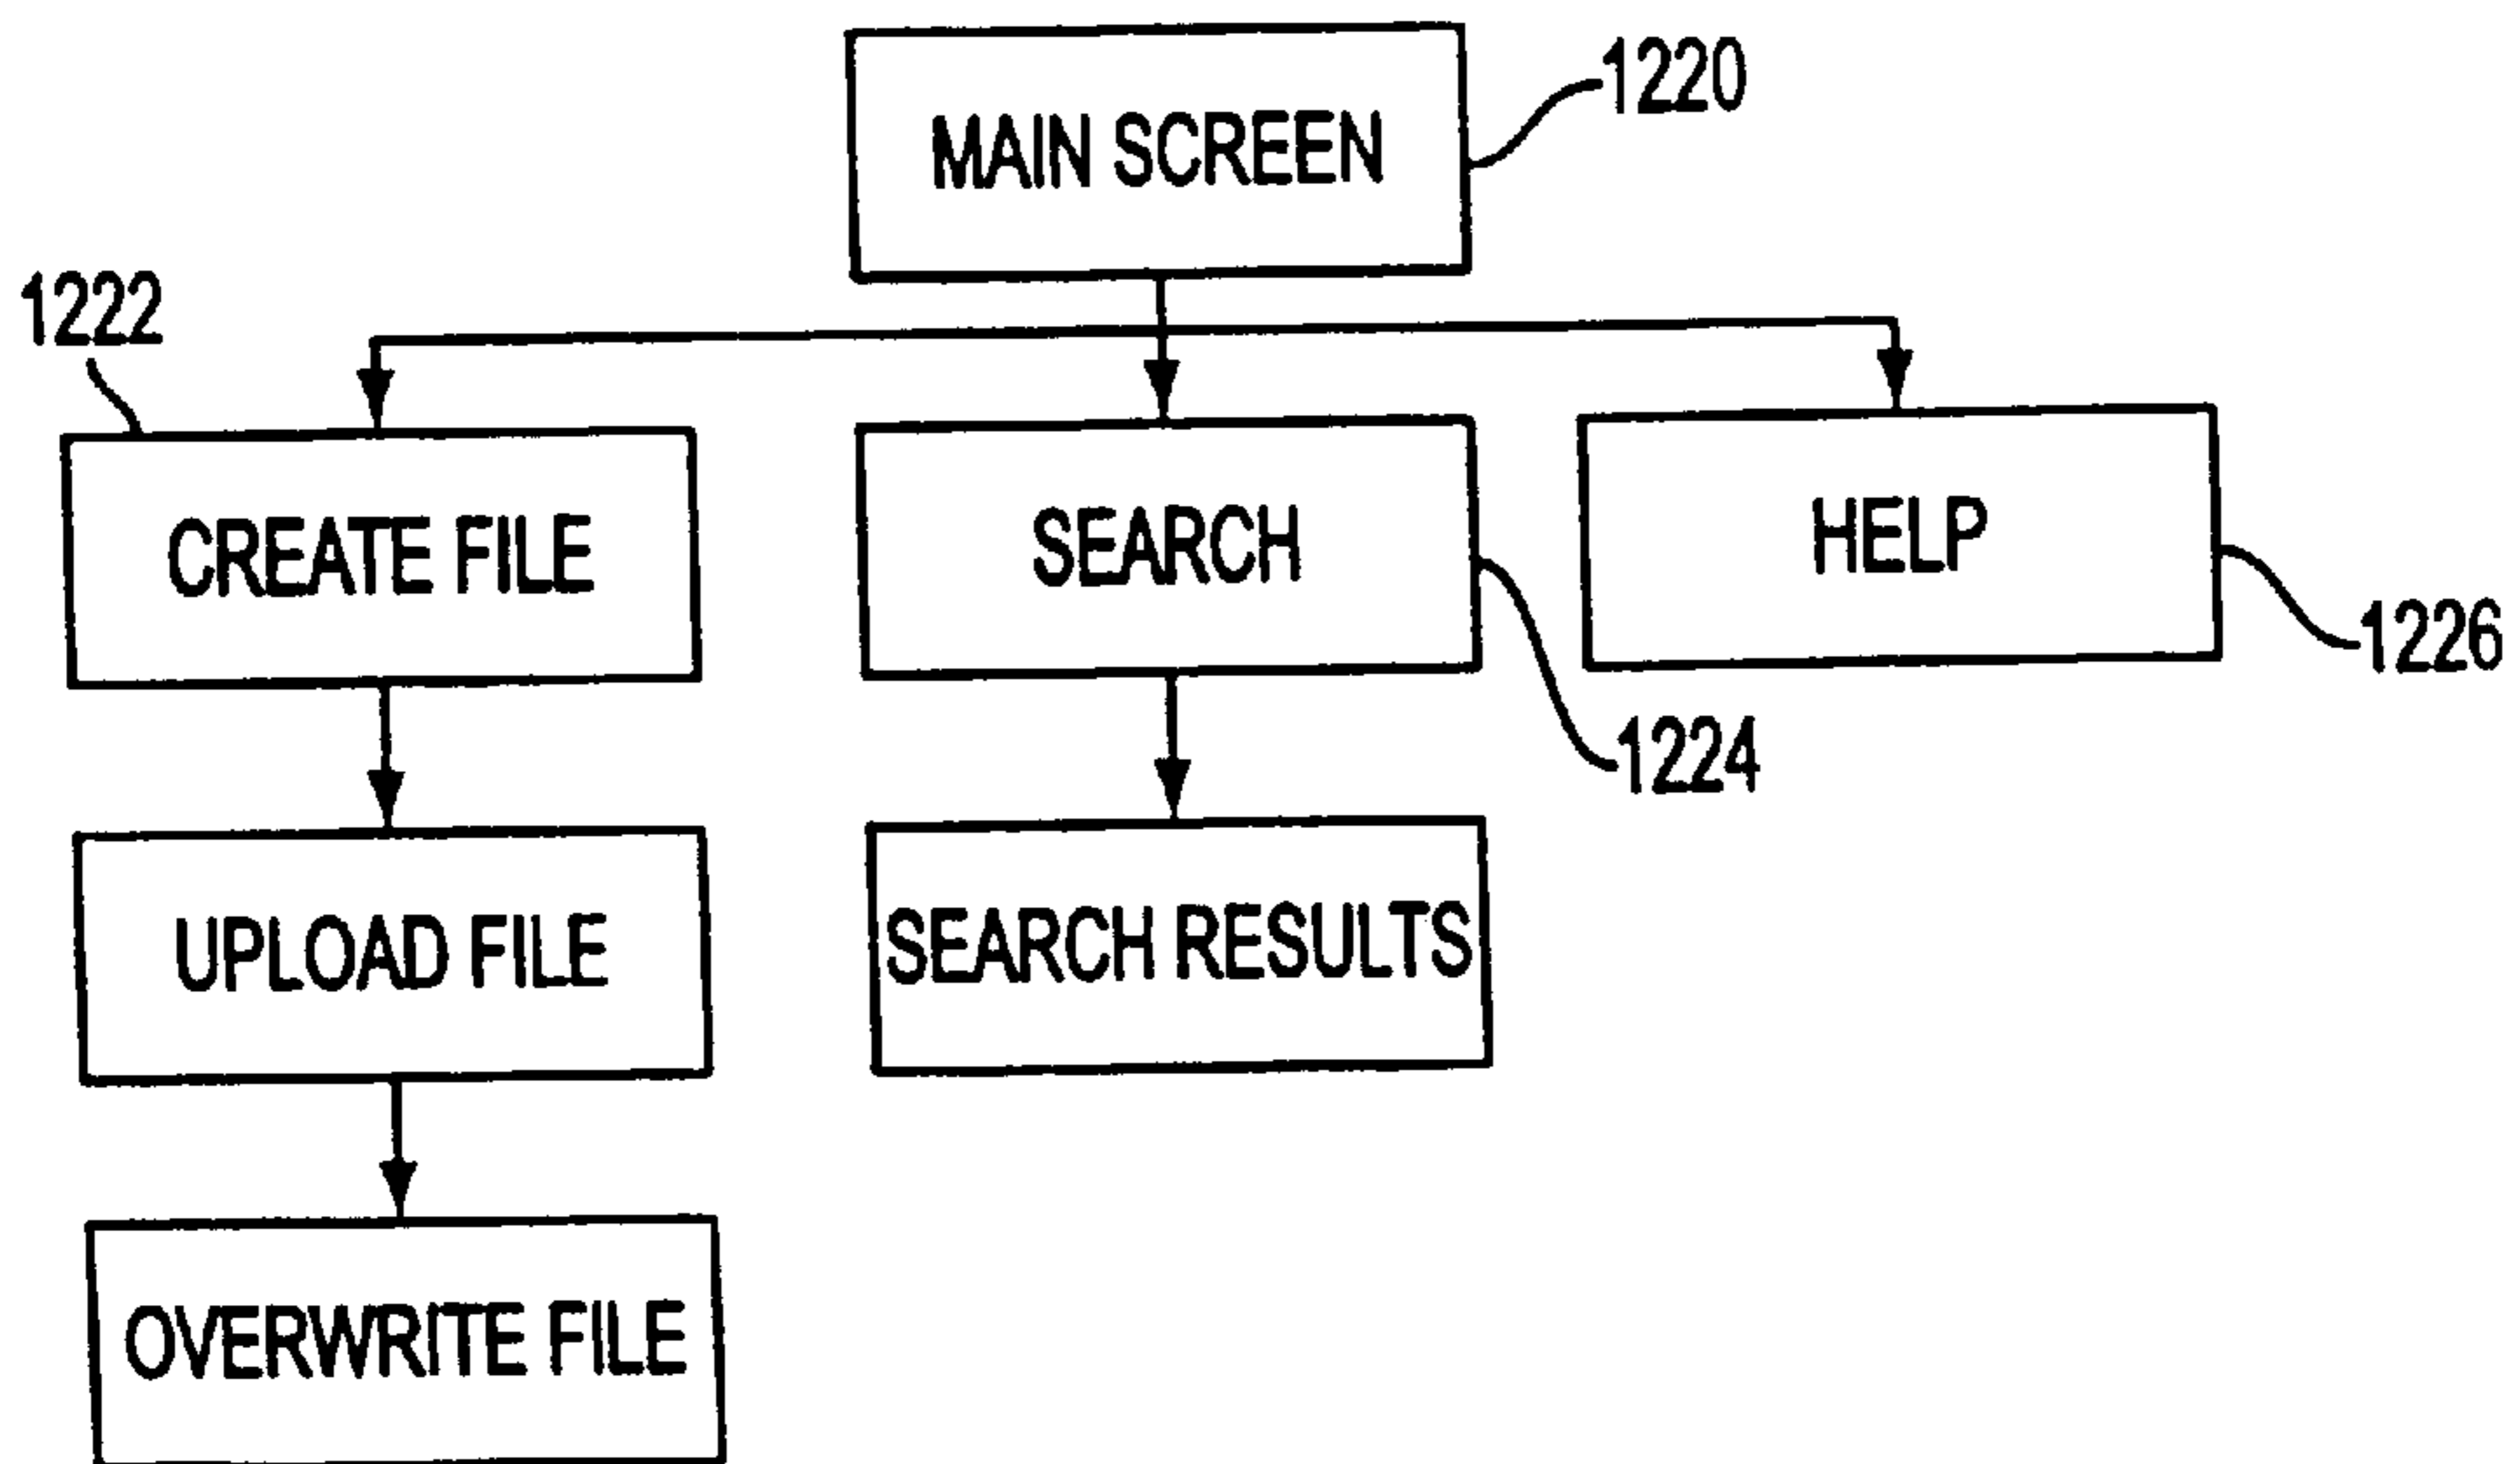 MAIN SCREEN
1220
1222
CREATE FILE
SEARCH
HELP
1226
1224
UPLOAD FILE
SEARCH RESULTS
OVERWRITE FILE